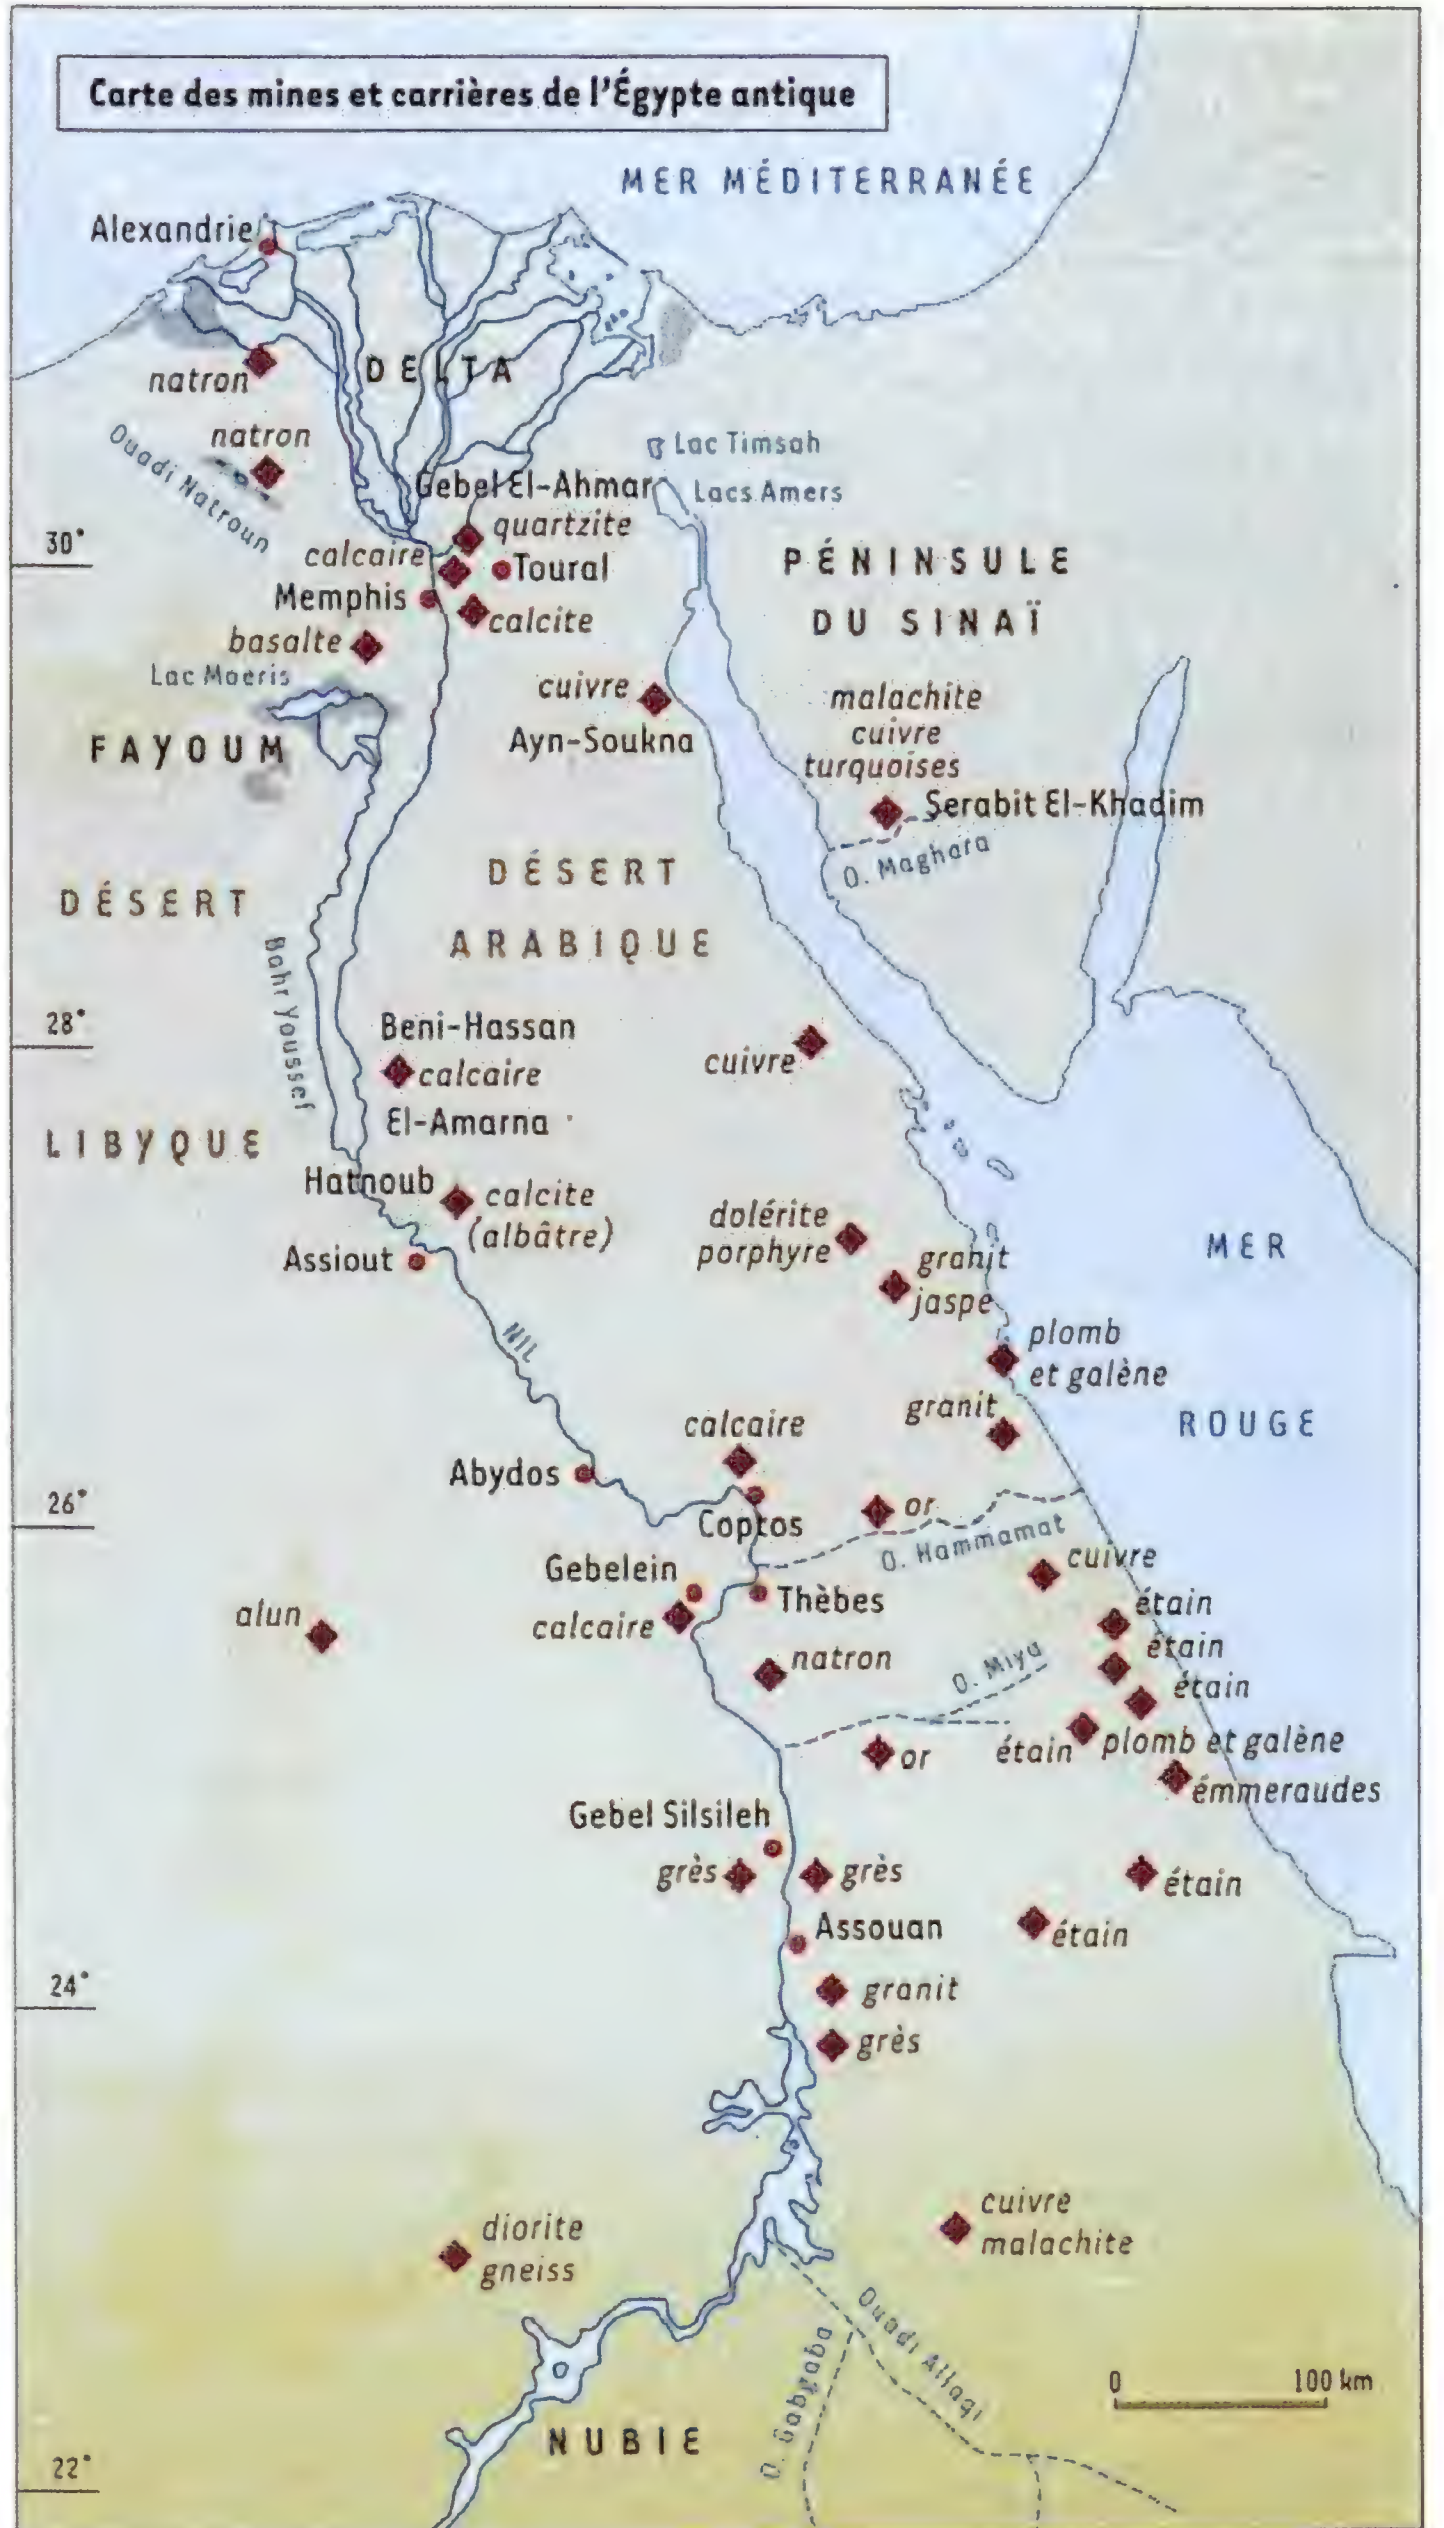 Carte des mines et carrières de l'Égypte antique
MER MÉDITERRANÉE
Alexandrie
natron
DELTA
natron
Ouadi Natroun
Lac Timsah
Gebel El-Ahmar
Lacs Amers
quartzite
30°
calcaire
Toural
PÉNINSULE
DU SINAÏ
Memphis
calcite
basalte
Lac Moeris
cuivre
Ayn-Soukna
malachite
cuivre
turquoises
FAYOUM
Serabit El-Khadim
O. Maghara
DÉSERT
ARABIQUE
DÉSERT
LIBYQUE
Bahr Youssef
28°
Beni-Hassan
calcaire
cuivre
El-Amarna
Hatnoub
calcite
(albâtre)
dolérite
porphyre
MER
ROUGE
Assiout
granit
jaspe
NIL
plomb
et galène
granit
calcaire
Abydos
26°
or
Coptos
O. Hammamat
cuivre
Gebelein
Thèbes
alun
calcaire
étain
étain
natron
O. Miya
étain
étain
plomb et galène
or
émmeraudes
Gebel Silsileh
grès
grès
étain
Assouan
étain
24°
granit
grès
cuivre
malachite
diorite
gneiss
Ouadi Allaqi
O. Gabgaba
0 100 km
NUBIE
22°